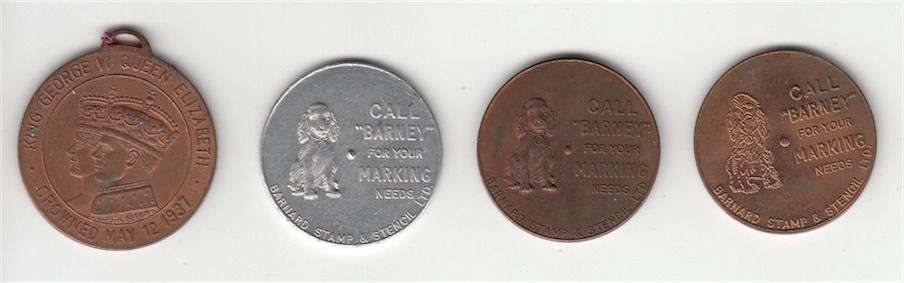 · KING GEORGE VI QUEEN ELIZABETH ·
CROWNED MAY 12 1937
CALL
"BARNEY"
FOR YOUR
MARKING
NEEDS
BARNARD STAMP & STENCIL LTD.
CALL
"BARNEY"
FOR YOUR
MARKING
NEEDS
BARNARD STAMP & STENCIL LTD.
CALL
"BARNEY"
FOR YOUR
MARKING
NEEDS
BARNARD STAMP & STENCIL LTD.